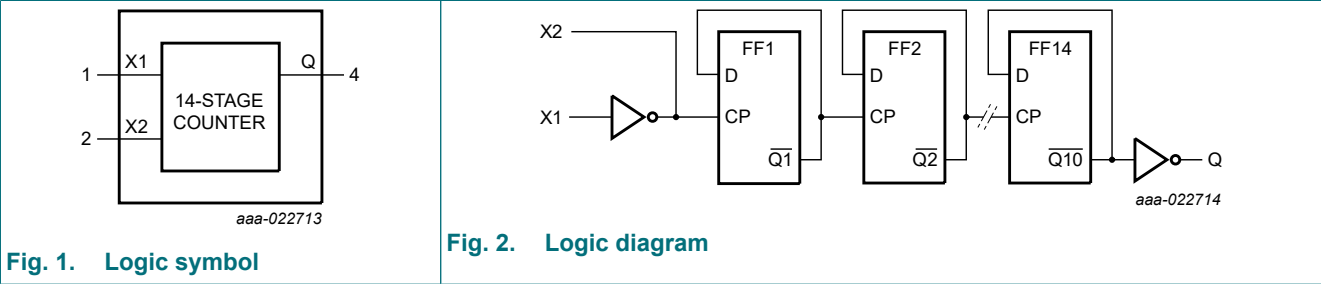 1
X1
X2
2
14-STAGE
COUNTER
Q
4
aaa-022713
Fig. 1. Logic symbol
X2
X1
FF1
D
CP
Q1
FF2
D
CP
Q2
FF14
D
CP
Q10
Q
aaa-022714
Fig. 2. Logic diagram